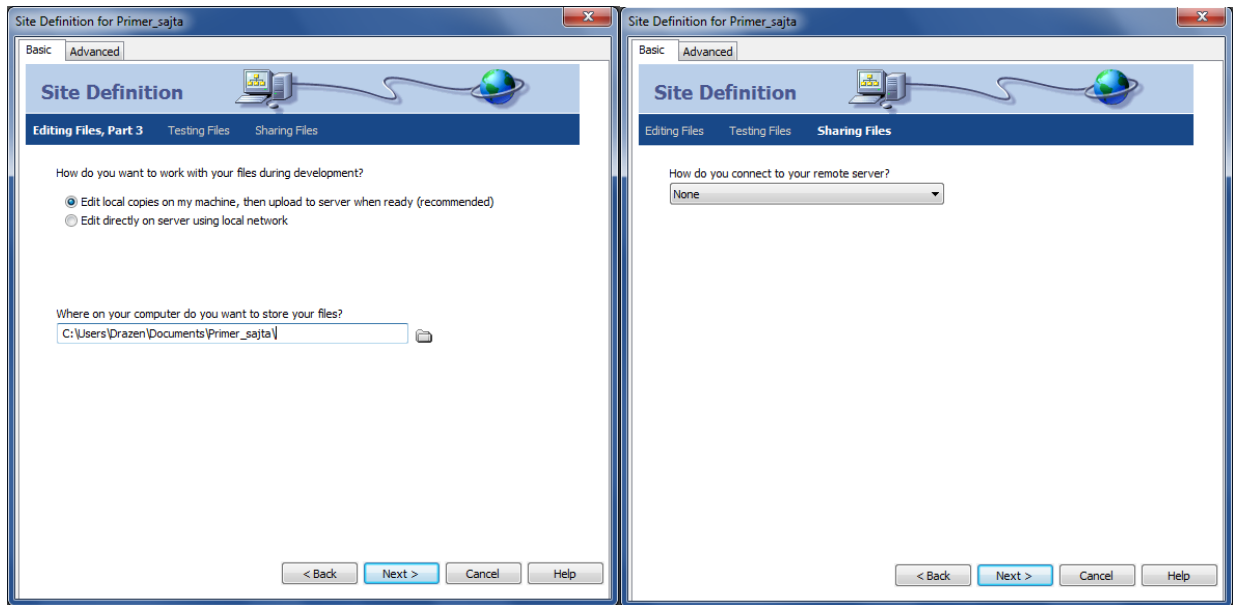 Site Definition for Primer_sajta
Basic Advanced
Site Definition
Editing Files, Part 3 Testing Files Sharing Files
How do you want to work with your files during development?
Edit local copies on my machine, then upload to server when ready (recommended)
Edit directly on server using local network
Where on your computer do you want to store your files?
C:\Users\Drazen\Documents\Primer_sajta\
< Back Next > Cancel Help
Site Definition for Primer_sajta
Basic Advanced
Site Definition
Editing Files Testing Files Sharing Files
How do you connect to your remote server?
None
< Back Next > Cancel Help